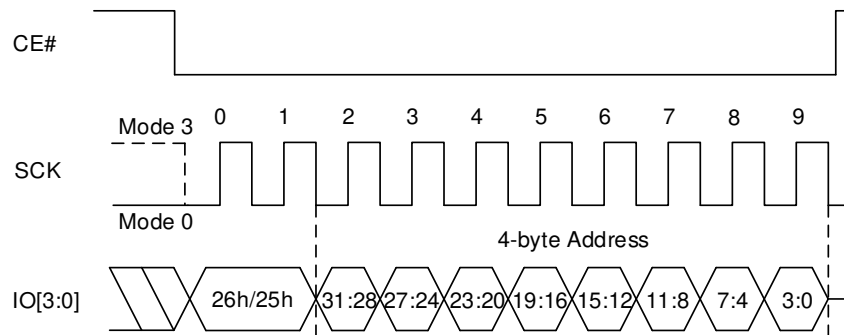 CE#
0 1 2 3 4 5 6 7 8 9
Mode 3
SCK
Mode 0
4-byte Address
IO[3:0] 26h/25h 31:28 27:24 23:20 19:16 15:12 11:8 7:4 3:0